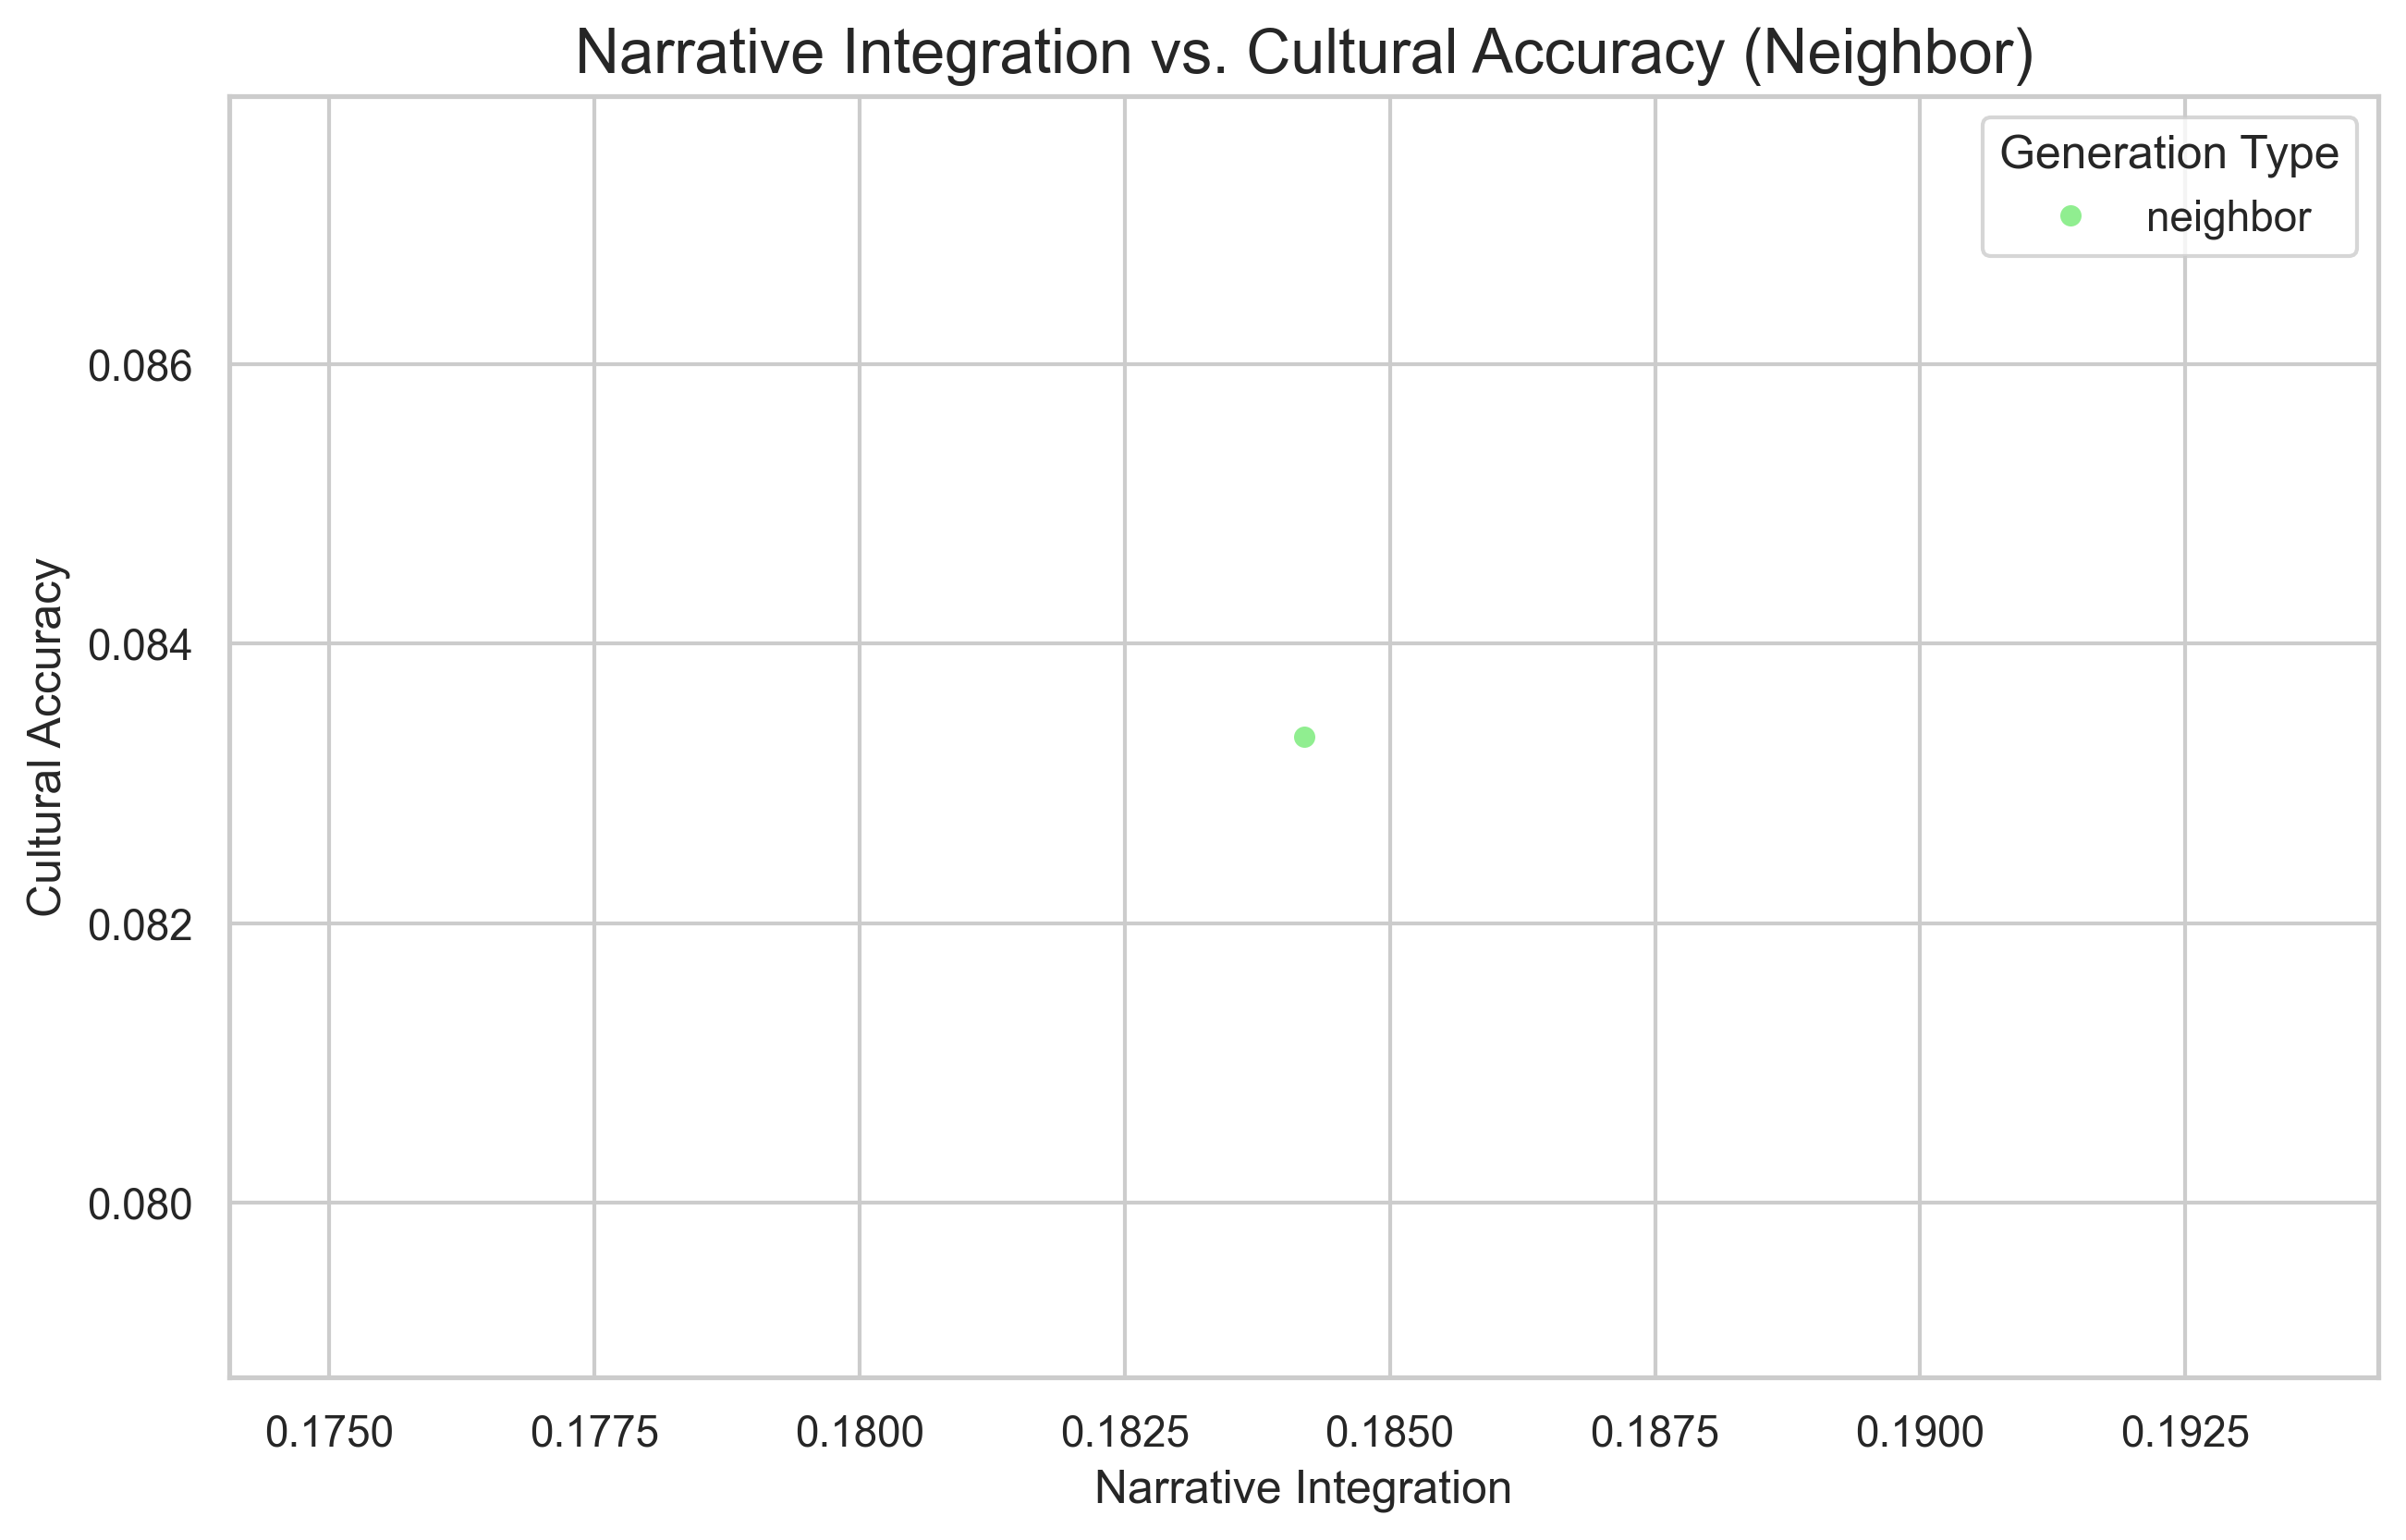 Narrative Integration vs. Cultural Accuracy (Neighbor)
Generation Type
neighbor
Cultural Accuracy
0.086
0.084
0.082
0.080
0.1750 0.1775 0.1800 0.1825 0.1850 0.1875 0.1900 0.1925
Narrative Integration